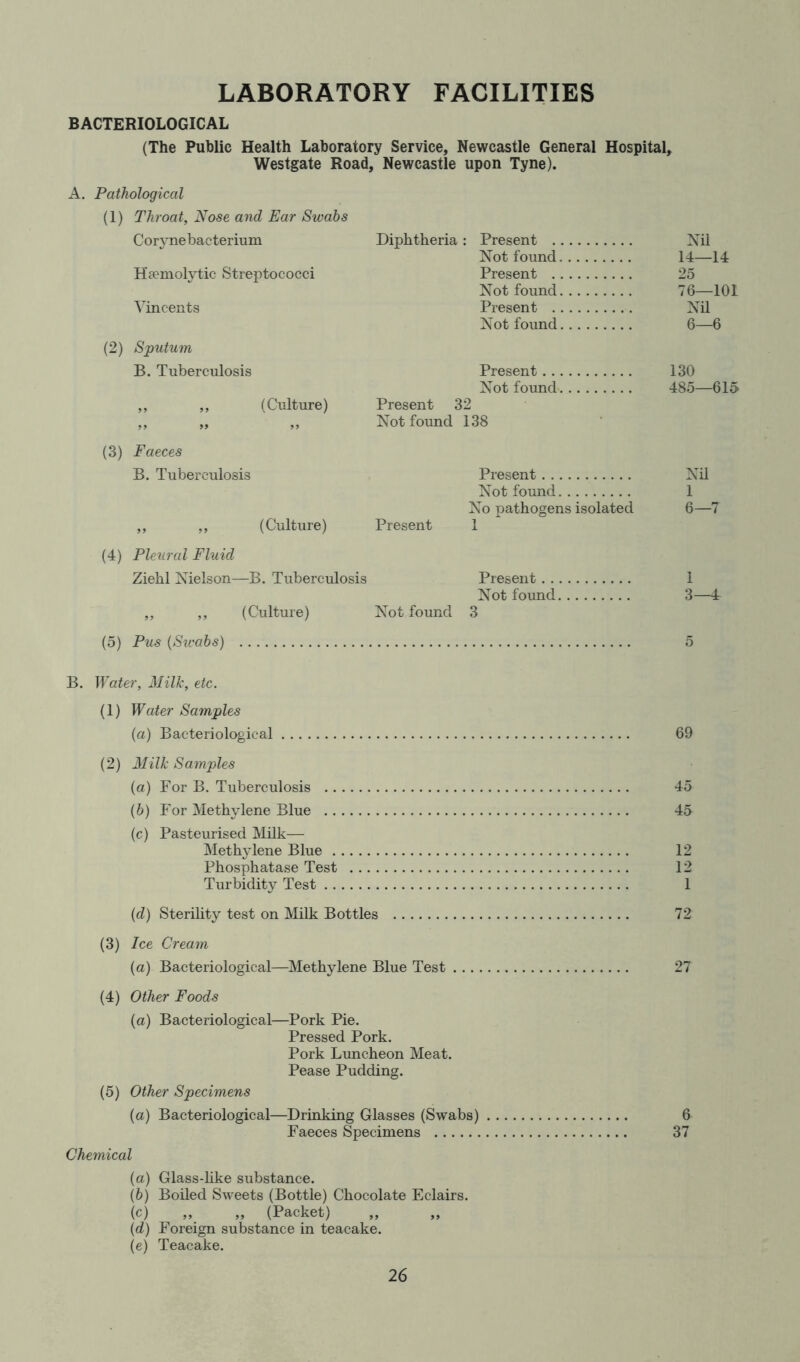 LABORATORY FACILITIES
BACTERIOLOGICAL
(The Public Health Laboratory Service, Newcastle General Hospital,
Westgate Road, Newcastle upon Tyne).
A. Pathological
(1) Throat, Nose and Ear Swabs
Corynebacterium Diphtheria : Present .......... Nil
Not found......... 14—14
Hæmolytic Streptococci Present .......... 25
Not found......... 76—101
Vincents Present .......... Nil
Not found......... 6—6
(2) Sputum
B. Tuberculosis Present........... 130
Not found......... 485—615
,, ,, (Culture) Present 32
,, ,, ,, Not found 138
(3) Faeces
B. Tuberculosis Present........... Nil
Not found......... 1
No pathogens isolated 6—7
,, ,, (Culture) Present 1
(4) Pleural Fluid
Ziehl Nielson—B. Tuberculosis Present........... 1
Not found......... 3—4
,, ,, (Culture) Not found 3
(5) Pus (Swabs) .......... 5
B. Water, Milk, etc.
(1) Water Samples
(a) Bacteriological .......... 69
(2) Milk Samples
(a) For B. Tuberculosis .......... 45
(b) For Methylene Blue .......... 45
(c) Pasteurised Milk—
Methylene Blue .......... 12
Phosphatase Test .......... 12
Turbidity Test .......... 1
(d) Sterility test on Milk Bottles .......... 72
(3) Ice Cream
(a) Bacteriological—Methylene Blue Test .......... 27
(4) Other Foods
(a) Bacteriological—Pork Pie.
Pressed Pork.
Pork Luncheon Meat.
Pease Pudding.
(5) Other Specimens
(a) Bacteriological—Drinking Glasses (Swabs) .......... 6
Faeces Specimens .......... 37
Chemical
(a) Glass-like substance.
(b) Boiled Sweets (Bottle) Chocolate Eclairs.
(c) ,, ,, (Packet) ,, ,,
(d) Foreign substance in teacake.
(e) Teacake.
26